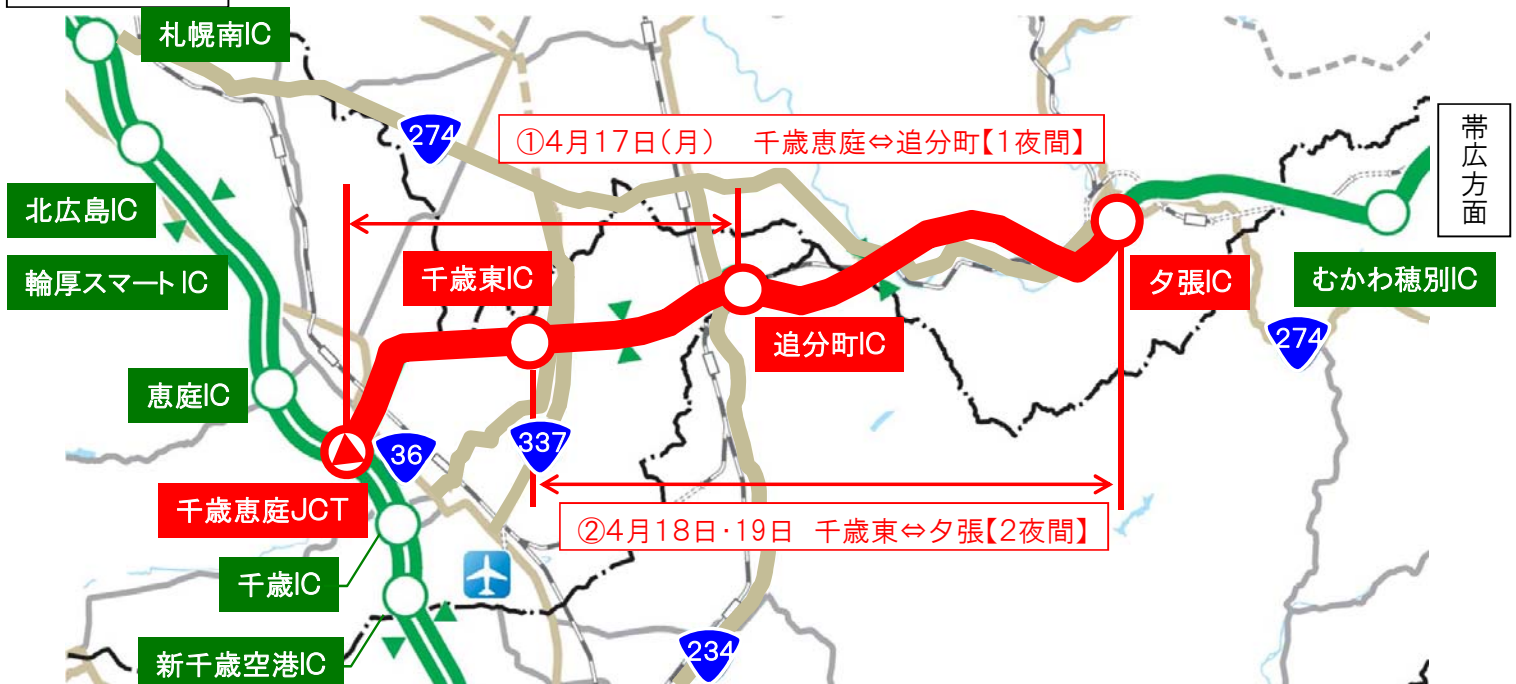 札幌南IC
274
①4月17日(月) 千歳恵庭⇔追分町【1夜間】
帯広方面
北広島IC
千歳東IC
夕張IC
むかわ穂別IC
輪厚スマートIC
追分町IC
274
恵庭IC
36
337
千歳恵庭JCT
②4月18日・19日 千歳東⇔夕張【2夜間】
千歳IC
新千歳空港IC
234